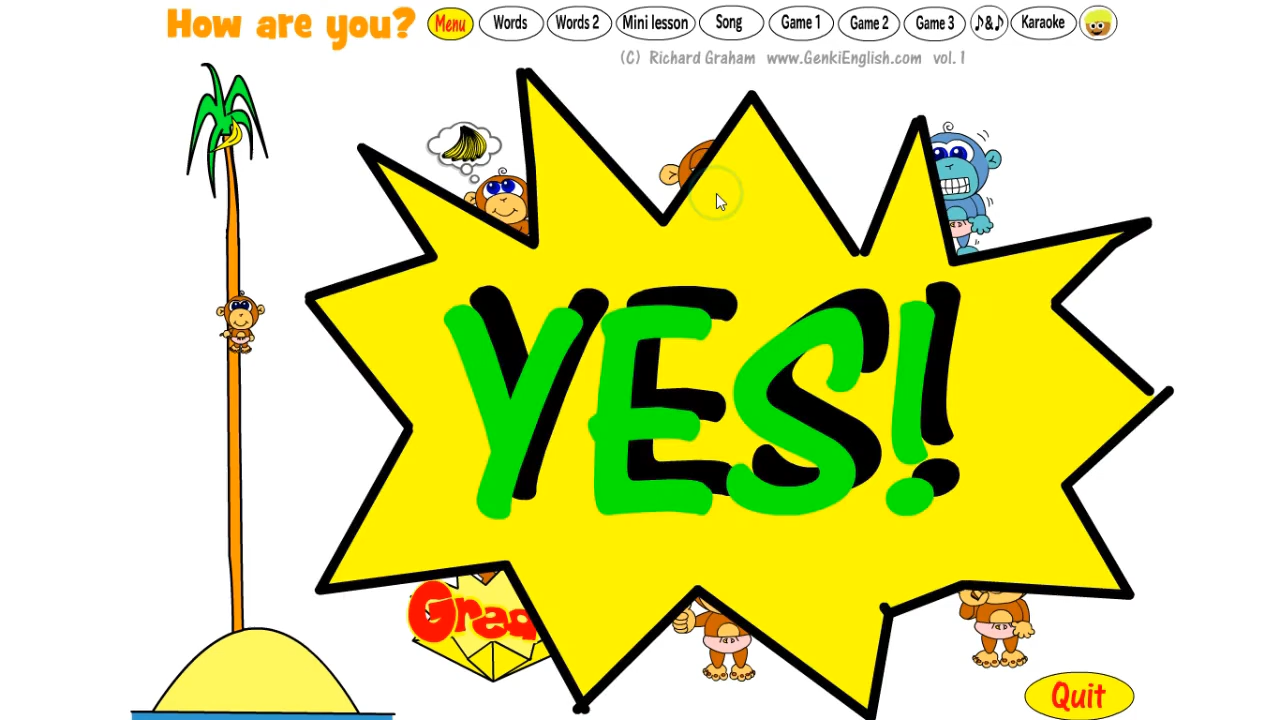 How are you? Menu Words Words 2 Mini lesson Song Game 1 Game 2 Game 3 ♪&♪ Karaoke
(C) Richard Graham www.GenkiEnglish.com vol. 1
YES!
Quit